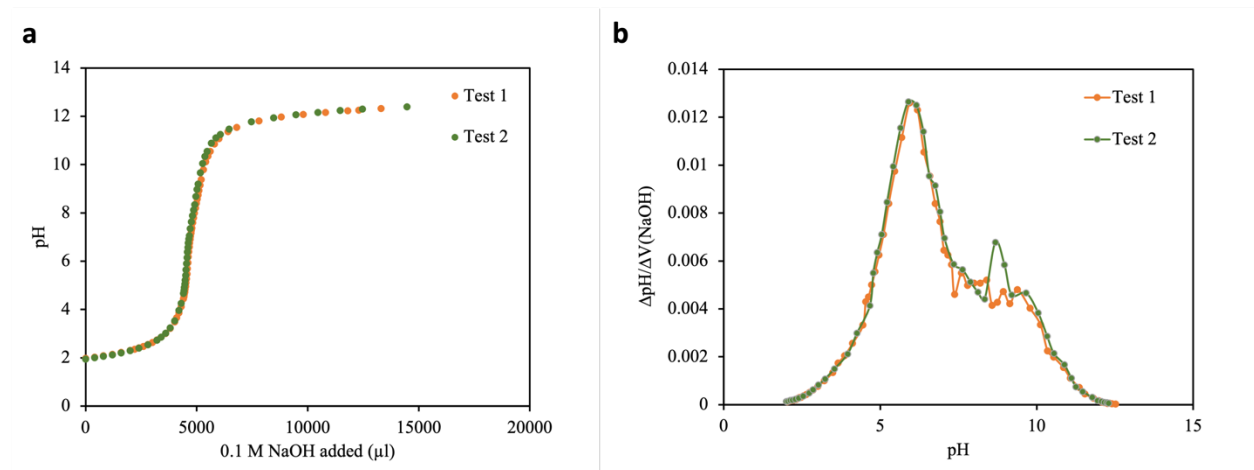 a
14
12
10
8
6
4
2
0
pH
Test 1
Test 2
0 5000 10000 15000 20000
0.1 M NaOH added (µl)
b
0.014
0.012
0.01
0.008
0.006
0.004
0.002
0
ΔpH/ΔV(NaOH)
Test 1
Test 2
0 5 10 15
pH